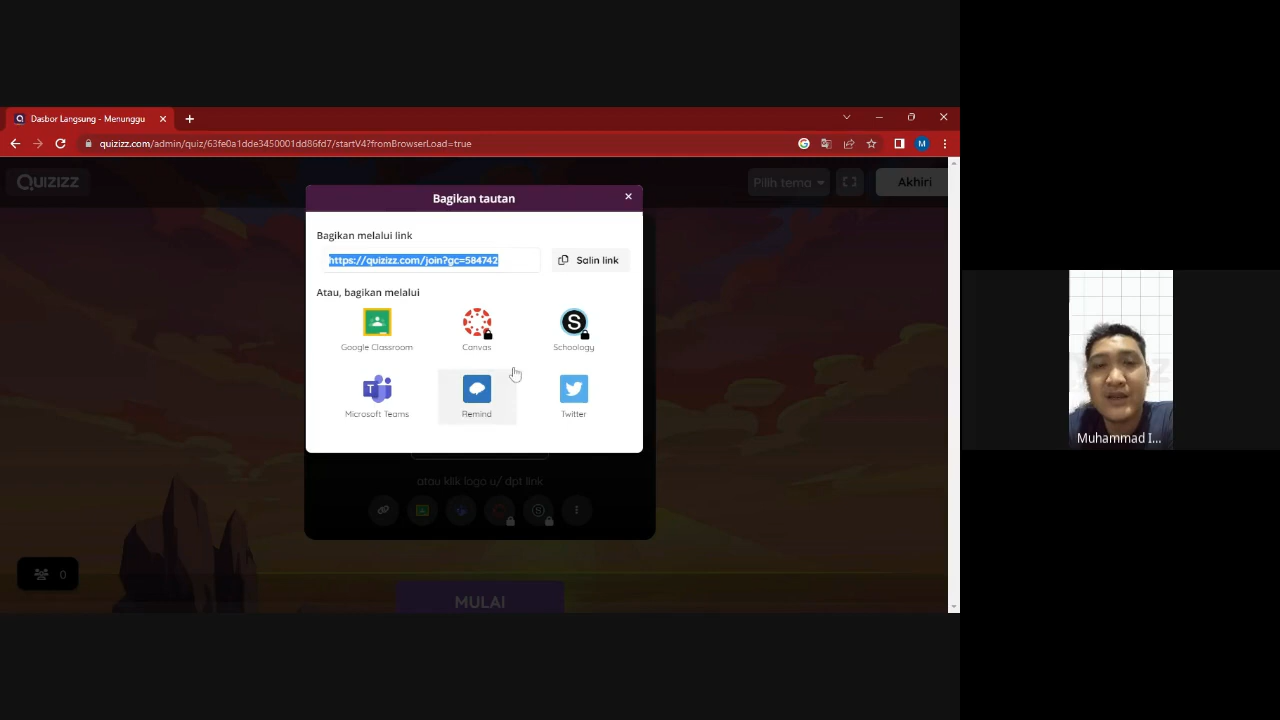 Dasbor Langsung - Menunggu
quizizz.com/admin/quiz/63fe0a1dde3450001dd86fd7/startV4?fromBrowserLoad=true
M
QUIZIZZ
Pilih tema
Akhiri
Bagikan tautan
Bagikan melalui link
https://quizizz.com/join?gc=584742
Salin link
Atau, bagikan melalui
Google Classroom
Canvas
Schoology
Microsoft Teams
Remind
Twitter
atau klik logo u/ dpt link
0
MULAI
Muhammad I...